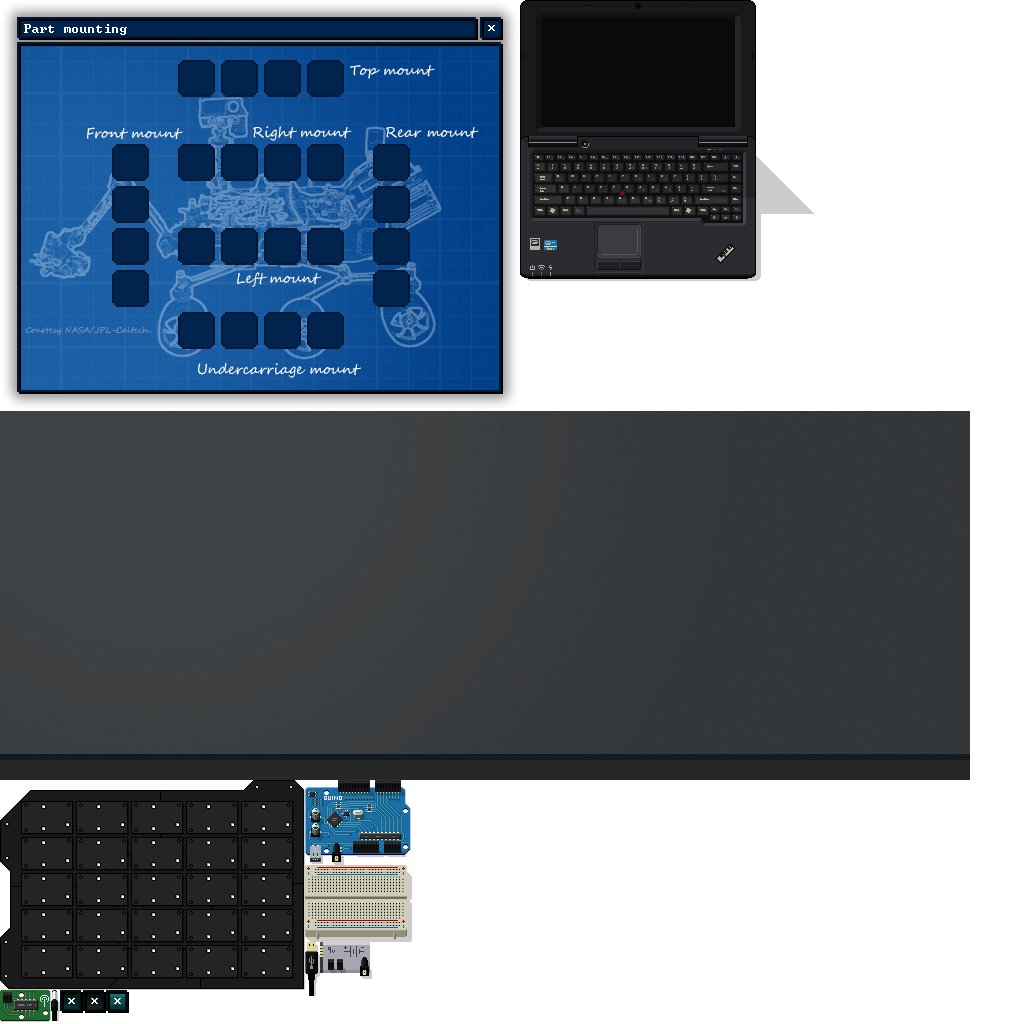 Part mounting
Top mount
Front mount
Right mount
Rear mount
Left mount
Courtesy NASA/JPL-Caltech.
Undercarriage mount